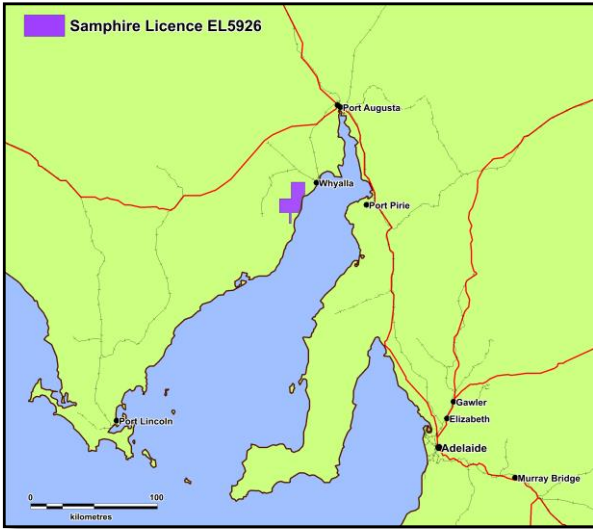 Samphire Licence EL5926
Port Augusta
Whyalla
Port Pirie
Gawler
Port Lincoln
Elizabeth
Adelaide
Murray Bridge
0 100
kilometres